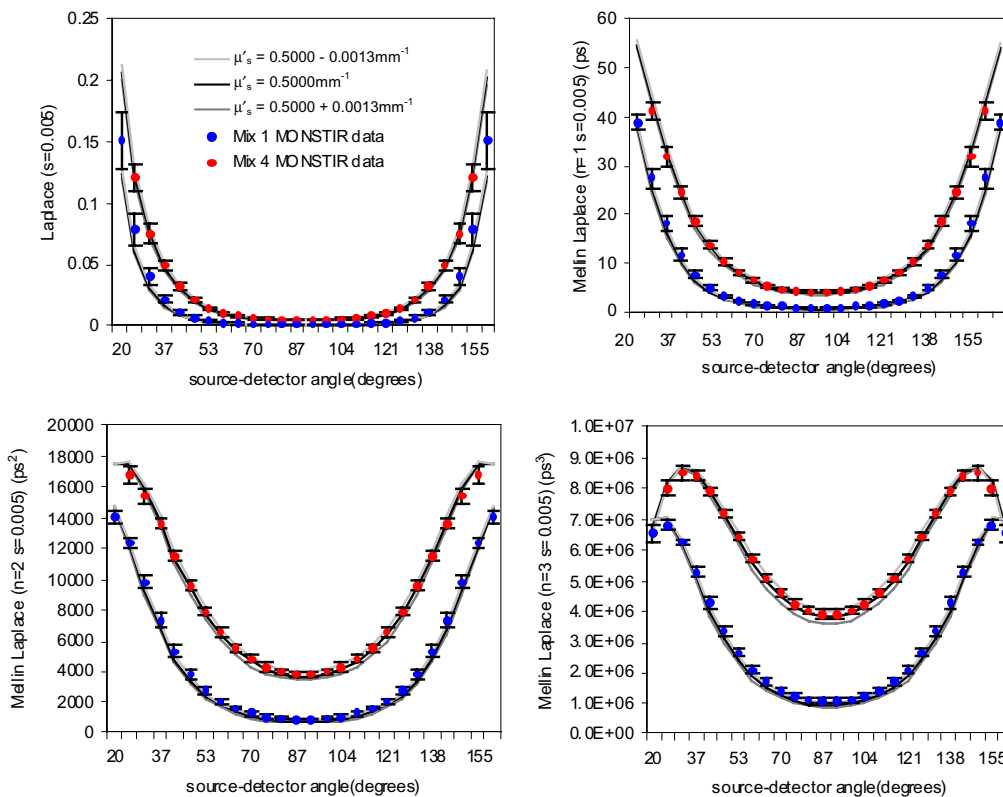 0.25
0.2
0.15
0.1
0.05
0
Laplace (s=0.005)
μ′s = 0.5000 - 0.0013mm-1
μ′s = 0.5000mm-1
μ′s = 0.5000 + 0.0013mm-1
Mix 1 MONSTIR data
Mix 4 MONSTIR data
20 37 53 70 87 104 121 138 155
source-detector angle(degrees)
60
50
40
30
20
10
0
Mellin Laplace (n=1 s=0.005) (ps)
20 37 53 70 87 104 121 138 155
source-detector angle(degrees)
20000
18000
16000
14000
12000
10000
8000
6000
4000
2000
0
Mellin Laplace (n=2 s=0.005) (ps²)
20 37 53 70 87 104 121 138 155
source-detector angle(degrees)
1.0E+07
9.0E+06
8.0E+06
7.0E+06
6.0E+06
5.0E+06
4.0E+06
3.0E+06
2.0E+06
1.0E+06
0.0E+00
Mellin Laplace (n=3 s=0.005) (ps³)
20 37 53 70 87 104 121 138 155
source-detector angle(degrees)